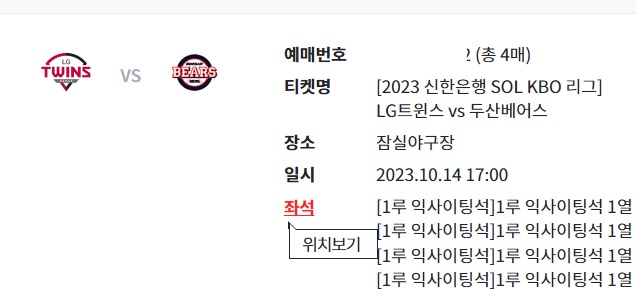 LG
TWINS
VS
BEARS
예매번호 2 (총 4매)
티켓명 [2023 신한은행 SOL KBO 리그]
LG트윈스 vs 두산베어스
장소 잠실야구장
일시 2023.10.14 17:00
좌석 [1루 익사이팅석]1루 익사이팅석 1열
위치보기 [1루 익사이팅석]1루 익사이팅석 1열
[1루 익사이팅석]1루 익사이팅석 1열
[1루 익사이팅석]1루 익사이팅석 1열